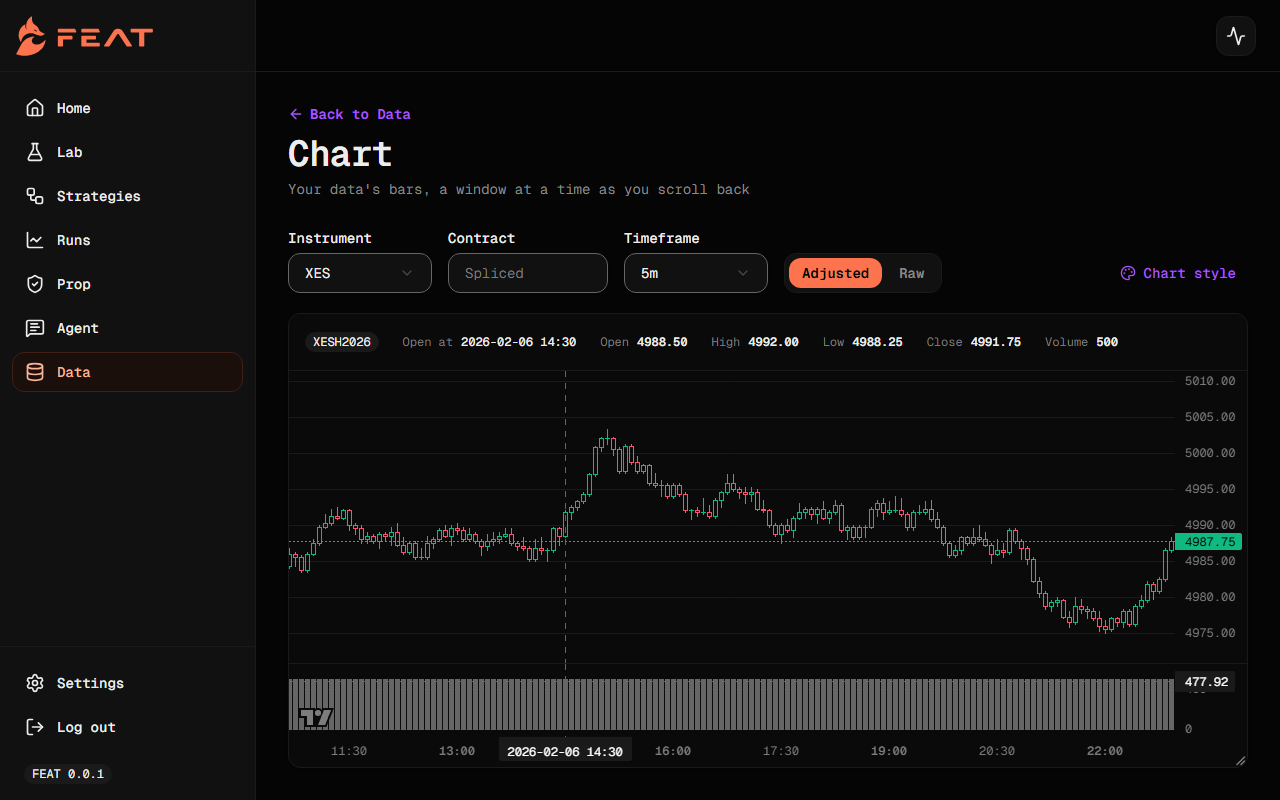 FEAT
Home
Lab
Strategies
Runs
Prop
Agent
Data
Settings
Log out
FEAT 0.0.1
Back to Data
Chart
Your data's bars, a window at a time as you scroll back
Instrument Contract Timeframe
XES Spliced 5m Adjusted Raw Chart style
XESH2026 Open at 2026-02-06 14:30 Open 4988.50 High 4992.00 Low 4988.25 Close 4991.75 Volume 500
5010.00
5005.00
5000.00
4995.00
4990.00
4987.75
4985.00
4980.00
4975.00
477.92
0
11:30 13:00 2026-02-06 14:30 16:00 17:30 19:00 20:30 22:00